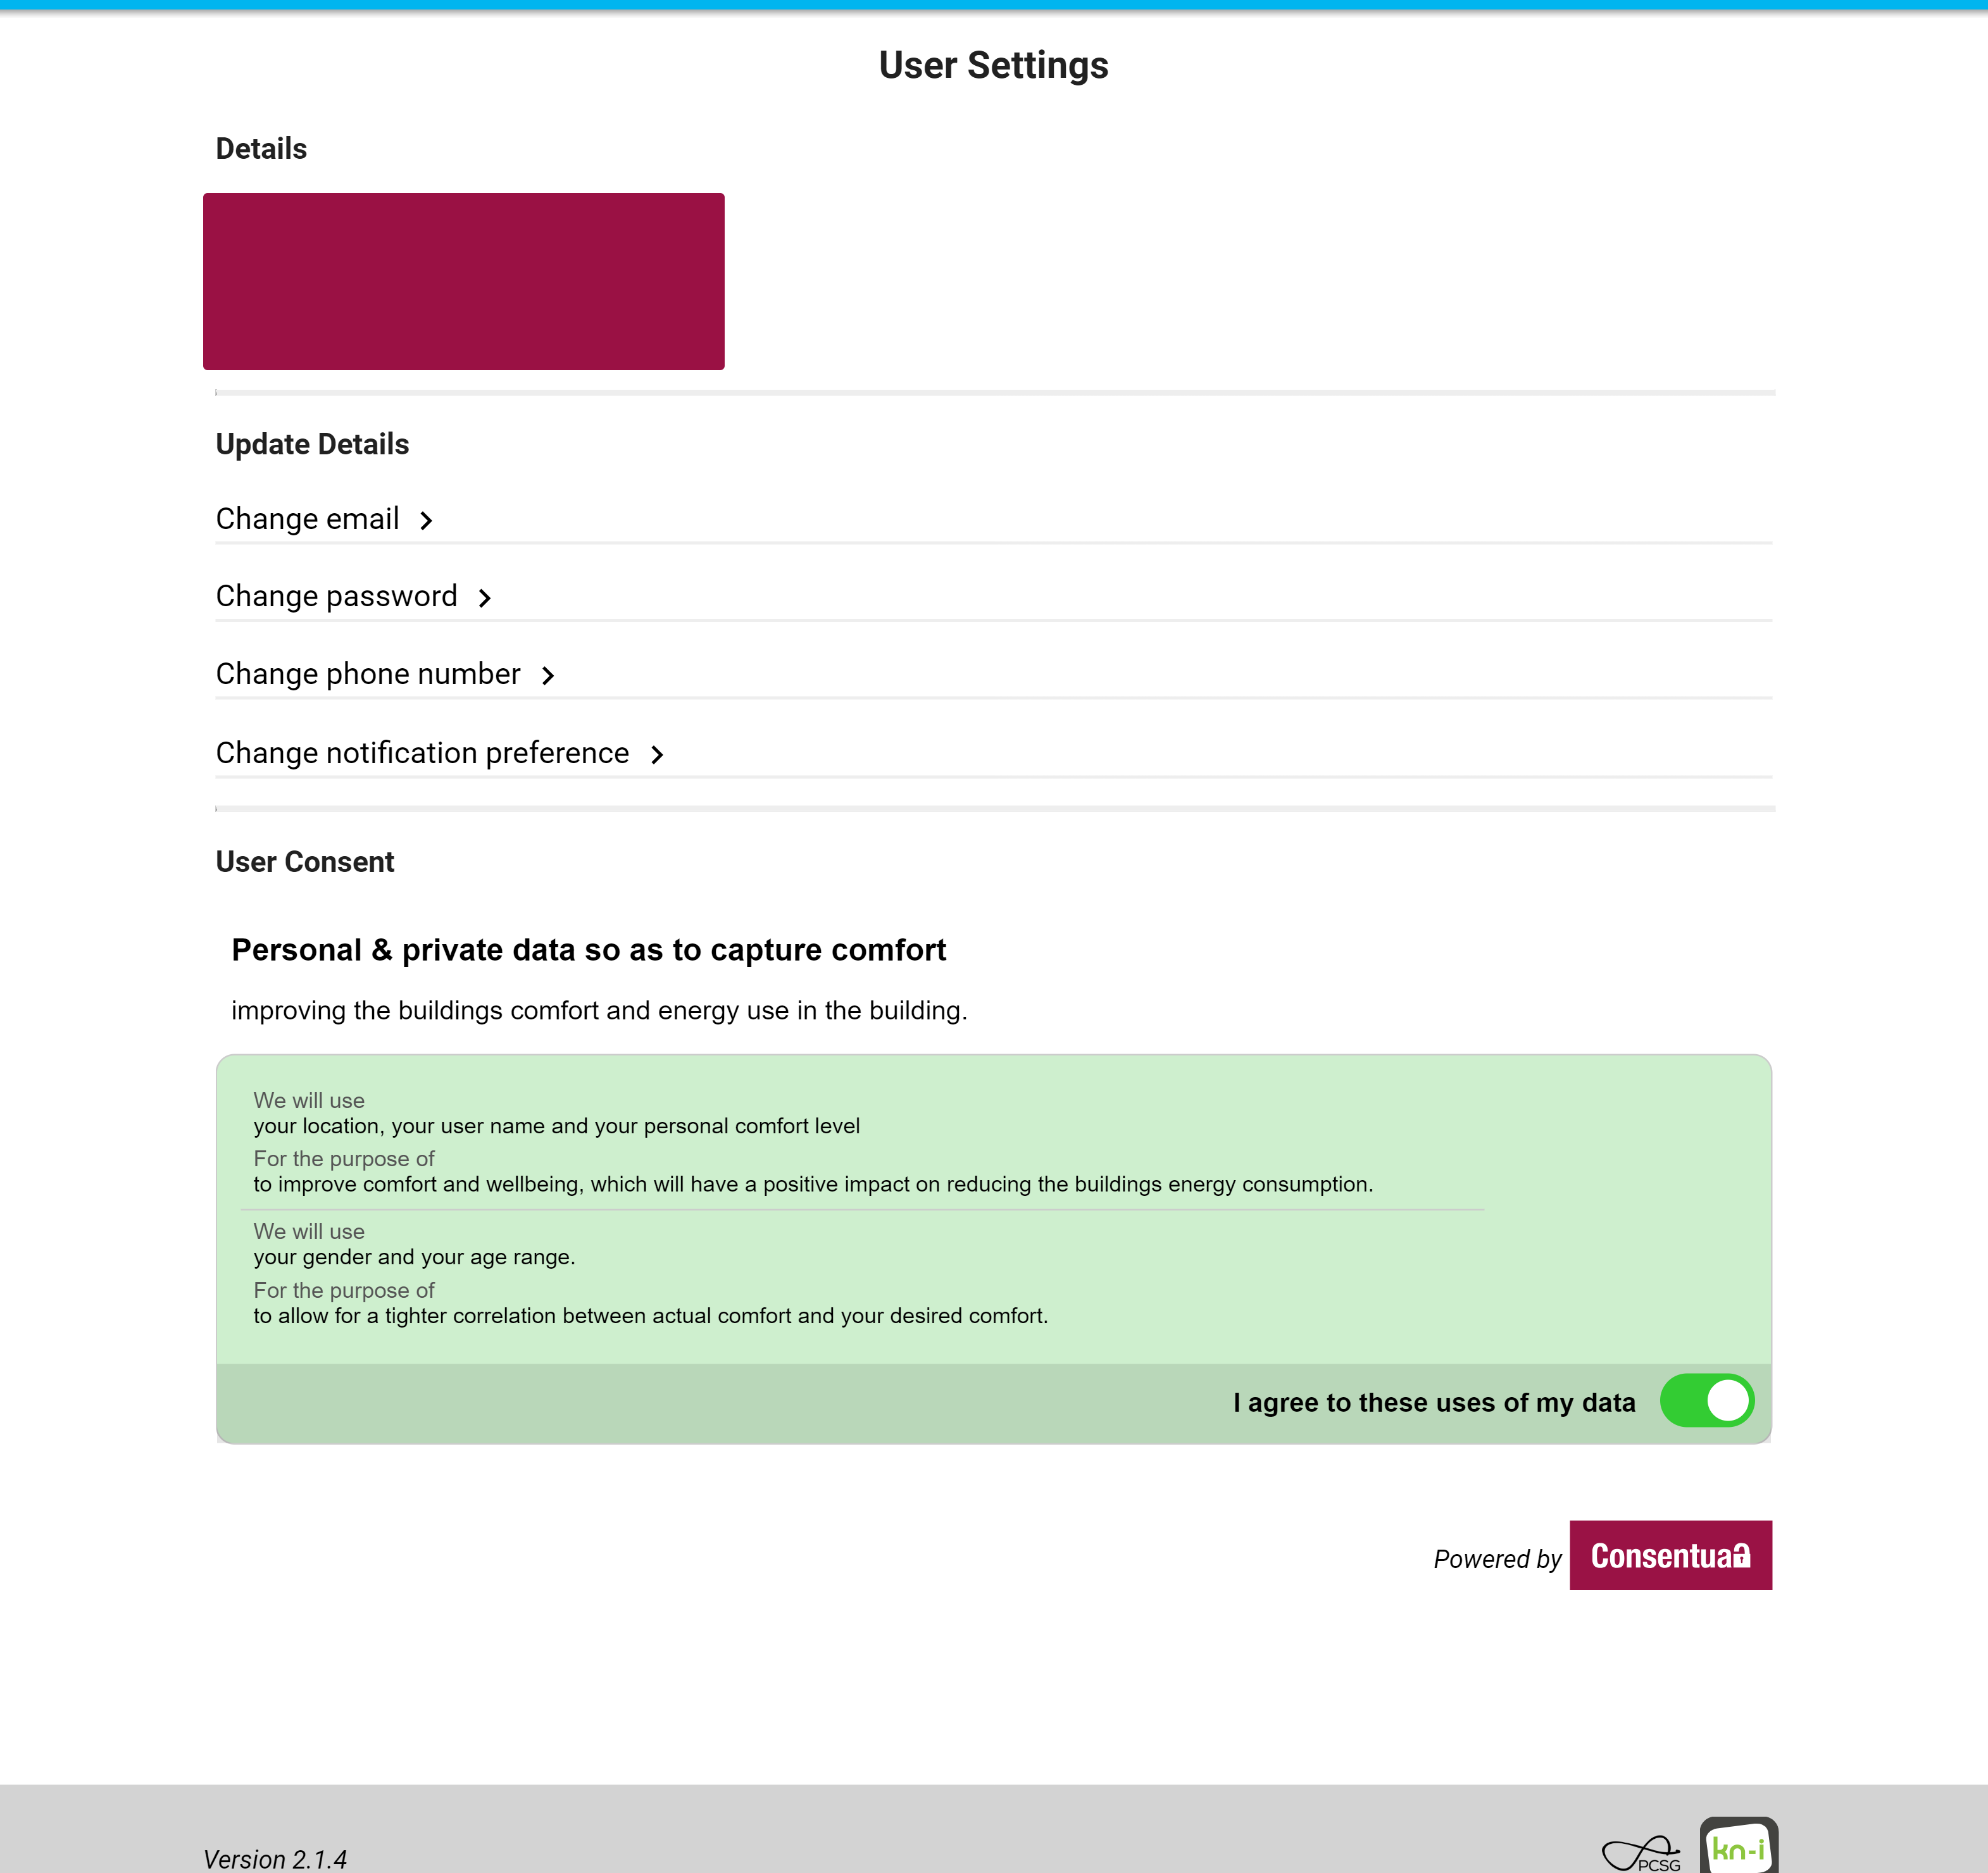 User Settings
Details
Update Details
Change email
Change password
Change phone number
Change notification preference
User Consent
Personal & private data so as to capture comfort
improving the buildings comfort and energy use in the building.
We will use
your location, your user name and your personal comfort level
For the purpose of
to improve comfort and wellbeing, which will have a positive impact on reducing the buildings energy consumption.
We will use
your gender and your age range.
For the purpose of
to allow for a tighter correlation between actual comfort and your desired comfort.
I agree to these uses of my data
Powered by Consentua
Version 2.1.4
PCSG
kn-i